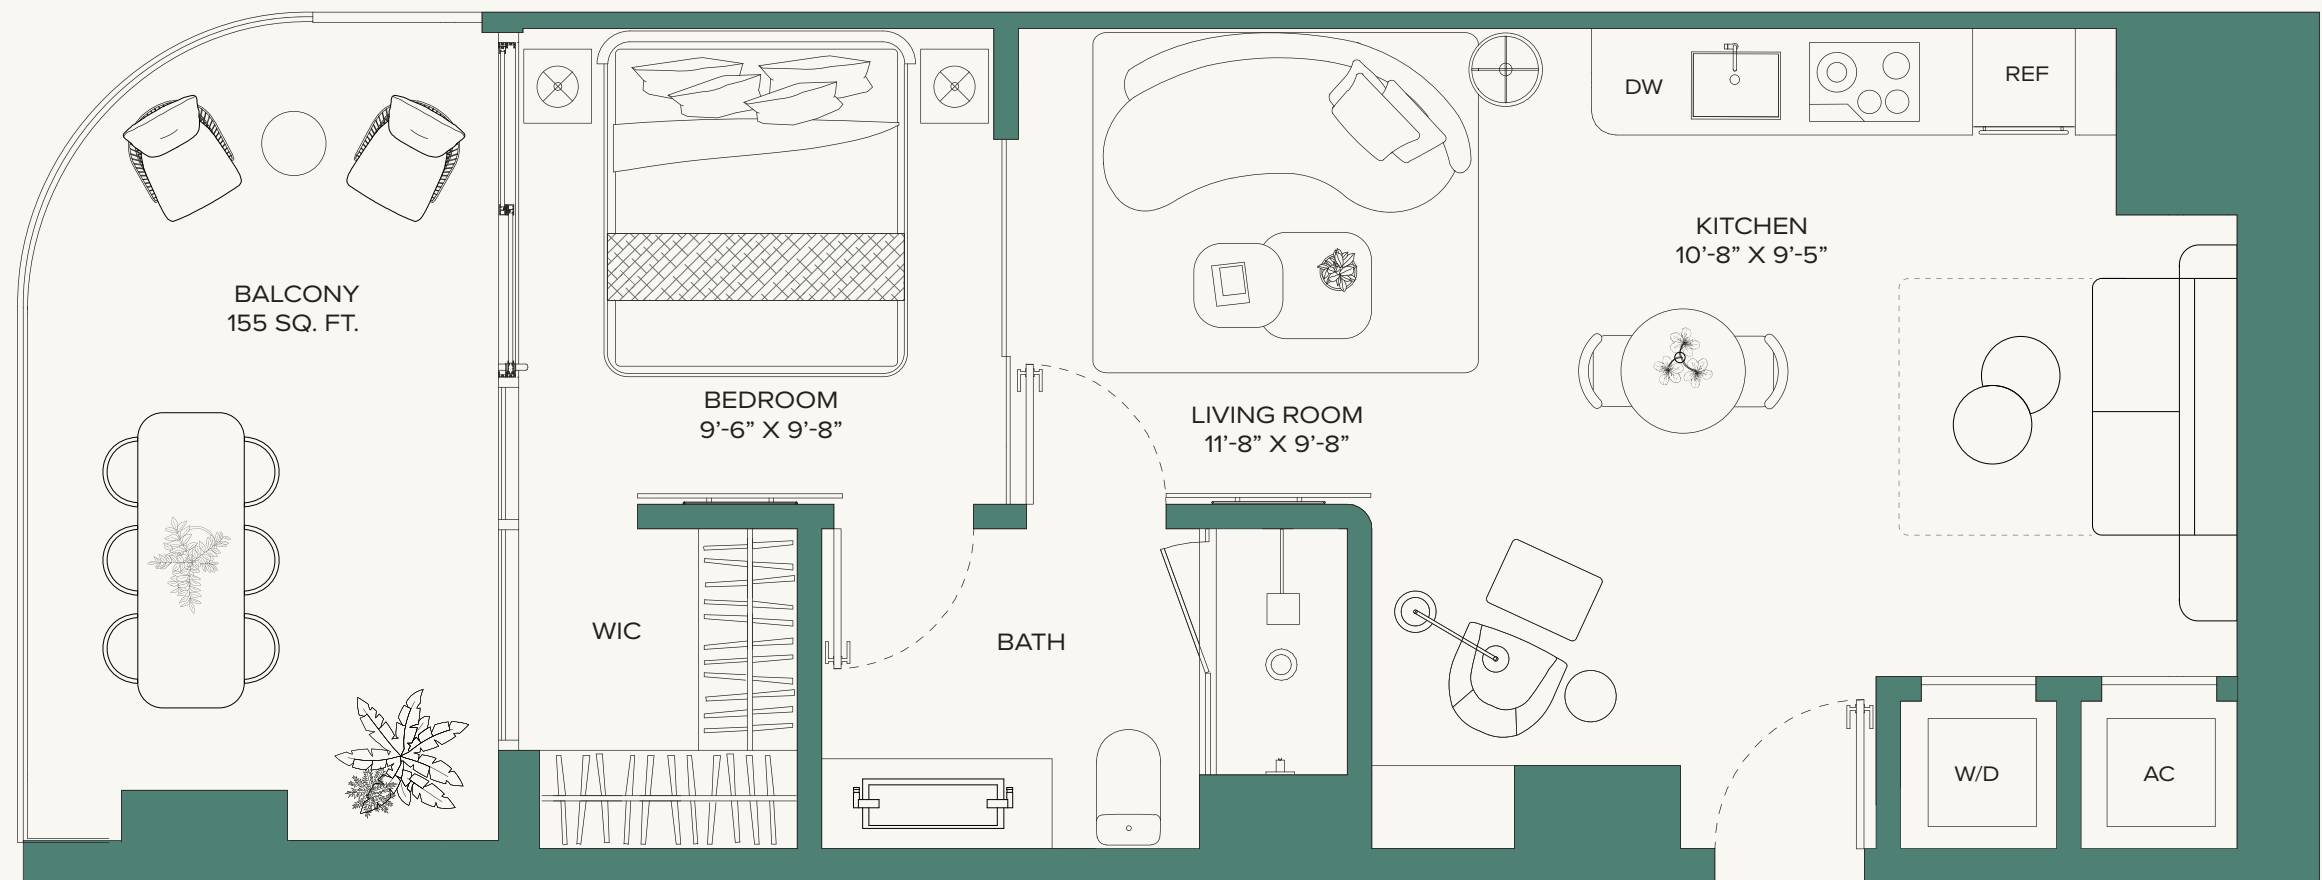 DW
REF
KITCHEN
10’-8” X 9’-5”
BALCONY
155 SQ. FT.
BEDROOM
9’-6” X 9’-8”
LIVING ROOM
11’-8” X 9’-8”
WIC
BATH
W/D
AC